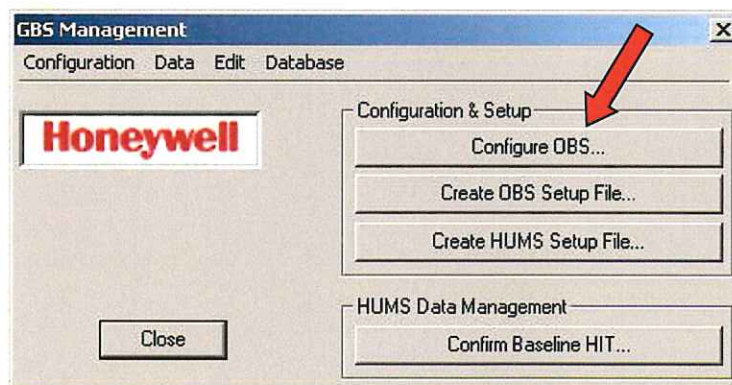 GBS Management
Configuration Data Edit Database
Honeywell
Configuration & Setup
Configure OBS...
Create OBS Setup File...
Create HUMS Setup File...
HUMS Data Management
Close
Confirm Baseline HIT...